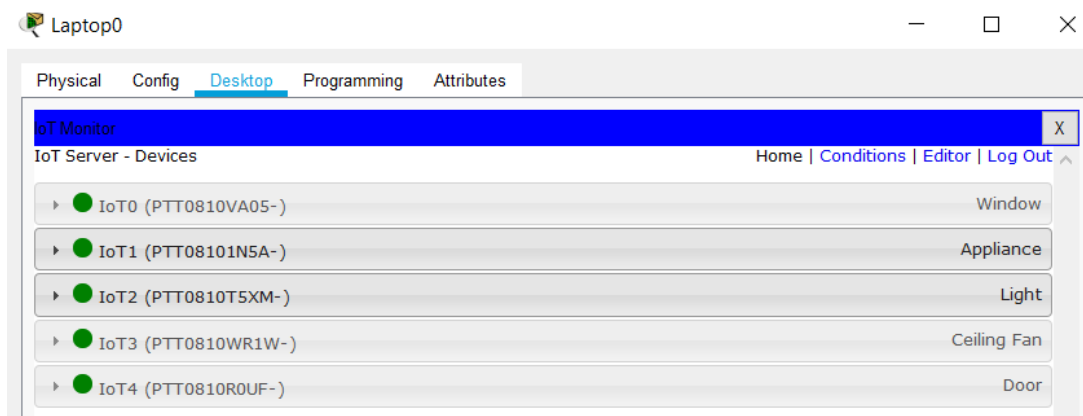 Laptop0
Physical Config Desktop Programming Attributes
IoT Monitor X
IoT Server - Devices Home | Conditions | Editor | Log Out
IoT0 (PTT0810VA05-) Window
IoT1 (PTT08101N5A-) Appliance
IoT2 (PTT0810T5XM-) Light
IoT3 (PTT0810WR1W-) Ceiling Fan
IoT4 (PTT0810R0UF-) Door